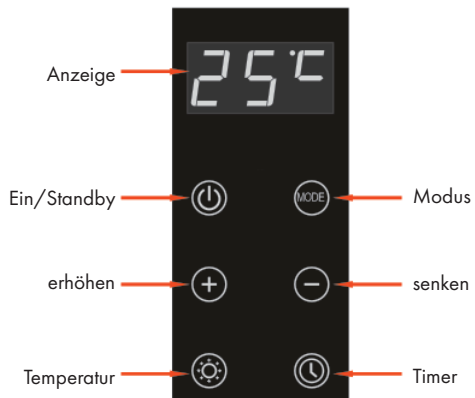 Anzeige
25°C
Ein/Standby
MODE
Modus
erhöhen
senken
Temperatur
Timer